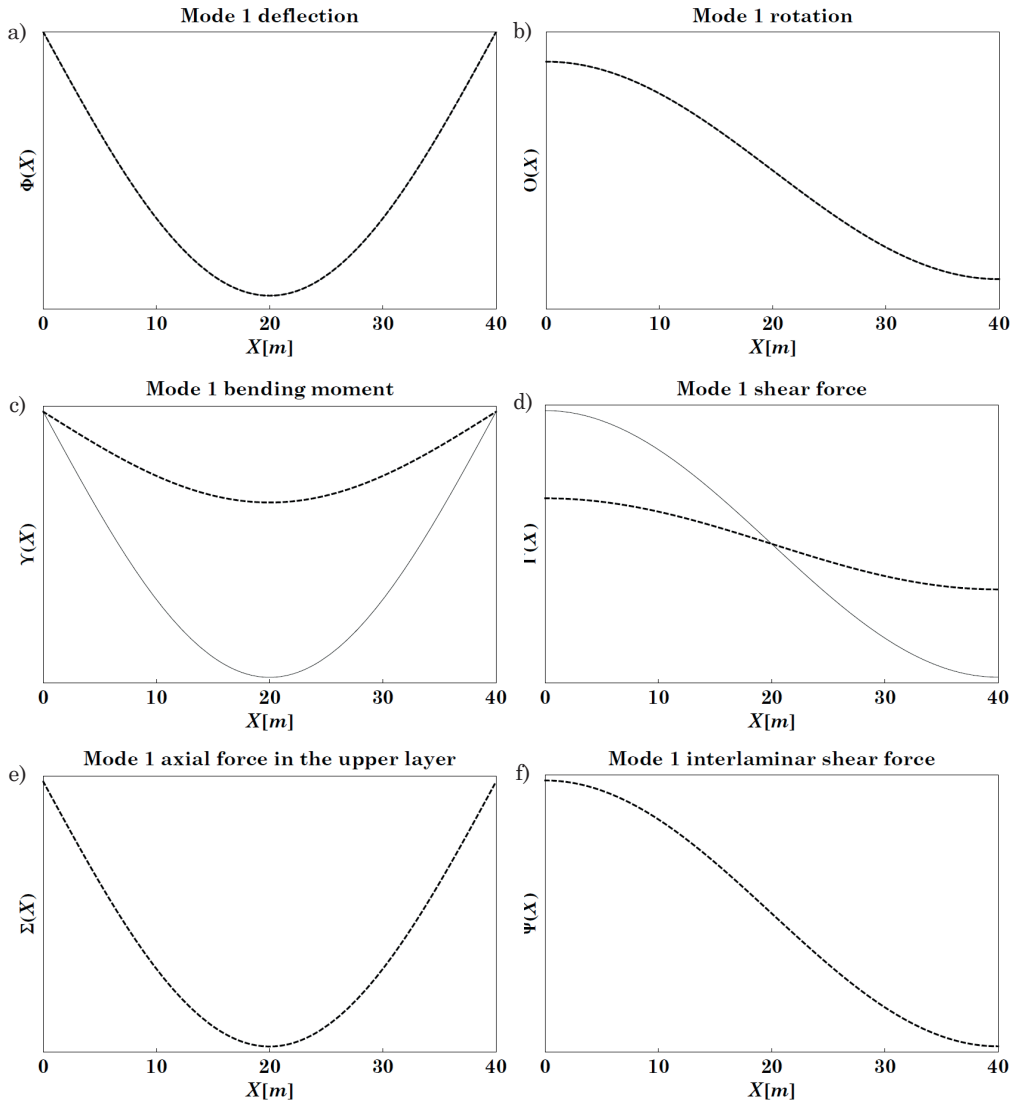 Mode 1 deflection
a)
Φ(X)
0 10 20 30 40
X[m]
Mode 1 rotation
b)
O(X)
0 10 20 30 40
X[m]
Mode 1 bending moment
c)
ϒ(X)
0 10 20 30 40
X[m]
Mode 1 shear force
d)
Γ(X)
0 10 20 30 40
X[m]
Mode 1 axial force in the upper layer
e)
Σ(X)
0 10 20 30 40
X[m]
Mode 1 interlaminar shear force
f)
Ψ(X)
0 10 20 30 40
X[m]